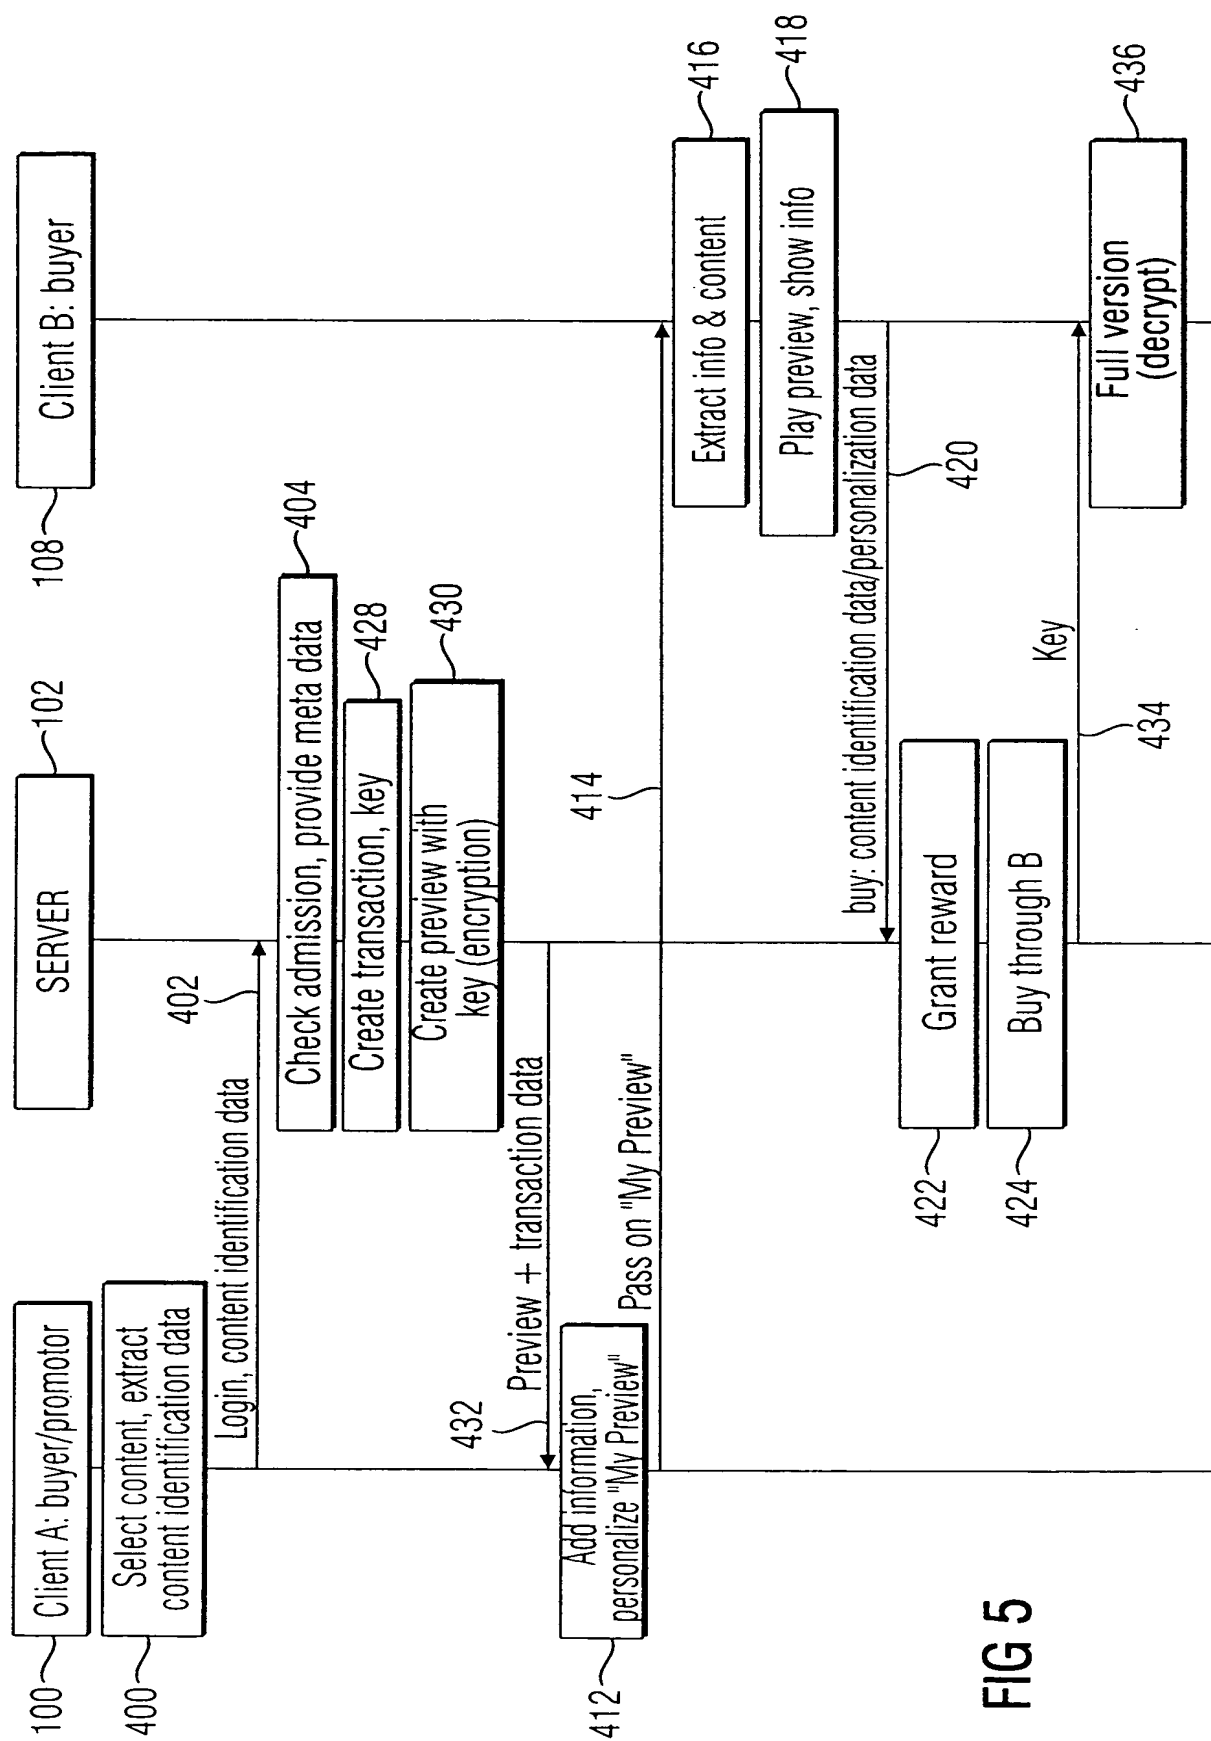 100
Client A: buyer/promotor
SERVER
102
108
Client B: buyer
400
Select content, extract
content identification data
Login, content identification data
402
Check admission, provide meta data
404
Create transaction, key
428
Create preview with
key (encryption)
430
432
Preview + transaction data
412
Add information,
personalize "My Preview"
Pass on "My Preview"
414
Extract info & content
416
Play preview, show info
418
buy: content identification data/personalization data
420
422
Grant reward
424
Buy through B
Key
434
Full version
(decrypt)
436
FIG 5